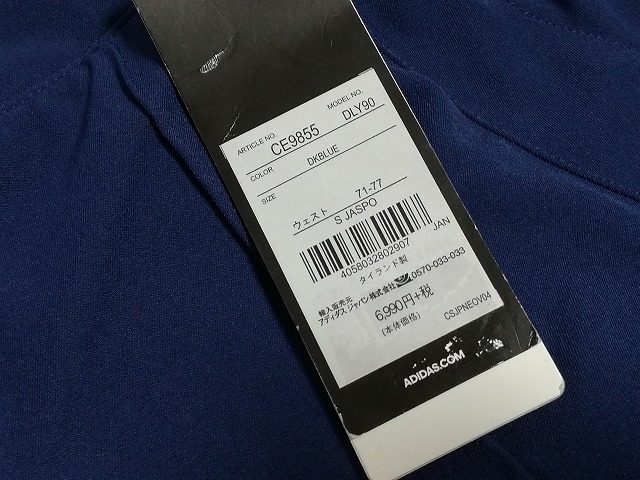 ARTICLE NO.
CE9855
MODEL NO.
DLY90
COLOR
DKBLUE
SIZE
ウェスト 71-77
S JASPO
JAN
4058032802907
タイランド製
輸入販売元
アディダス ジャパン株式会社 0570-033-033
6,990円+税
(本体価格)
CSJPNEOV04
ADIDAS.COM